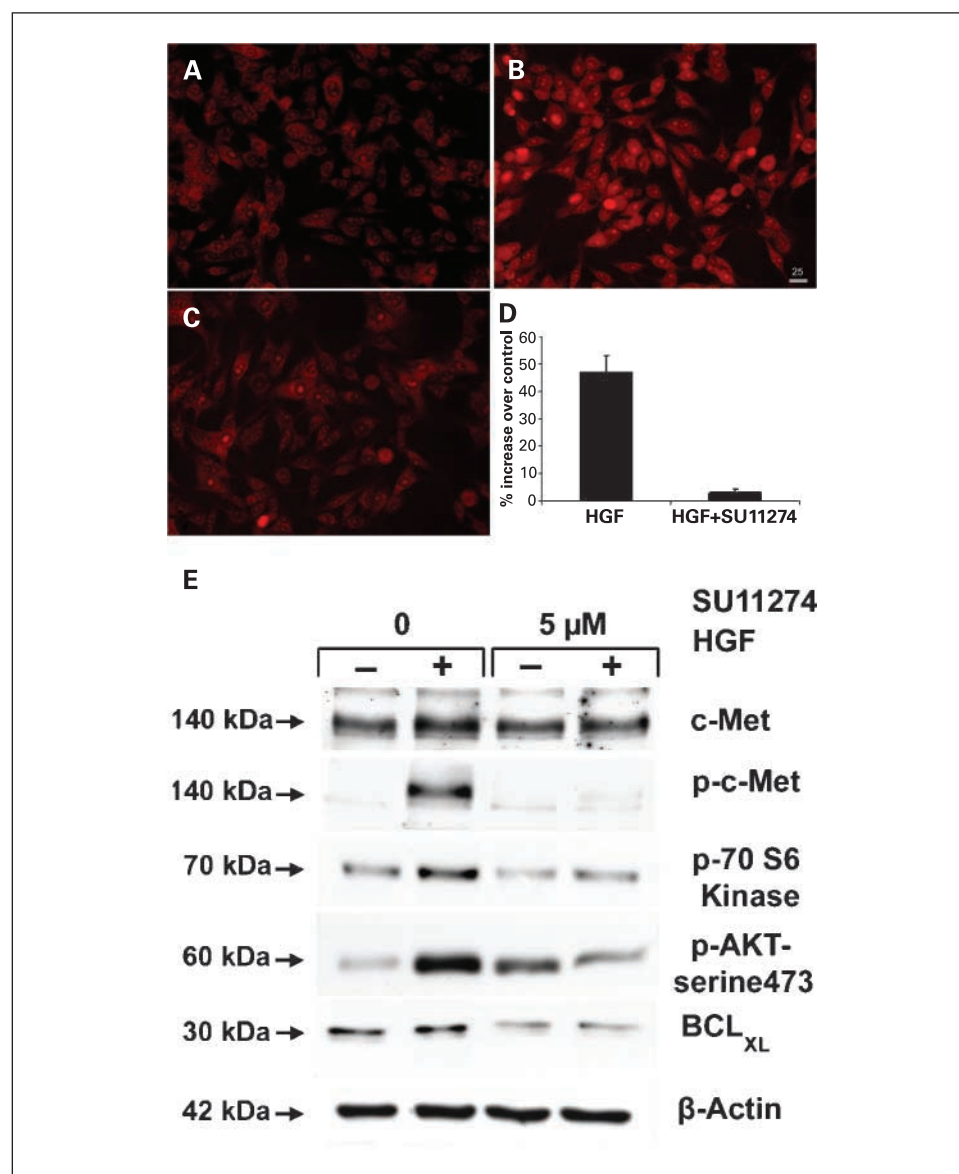 A
B
25
C
D
% increase over control
60
50
40
30
20
10
0
HGF
HGF+SU11274
E
SU11274
0
5 µM
HGF
− + − +
140 kDa→ c-Met
140 kDa→ p-c-Met
70 kDa→ p-70 S6
Kinase
60 kDa→ p-AKT-
serine473
30 kDa→ BCLXL
42 kDa→ β-Actin